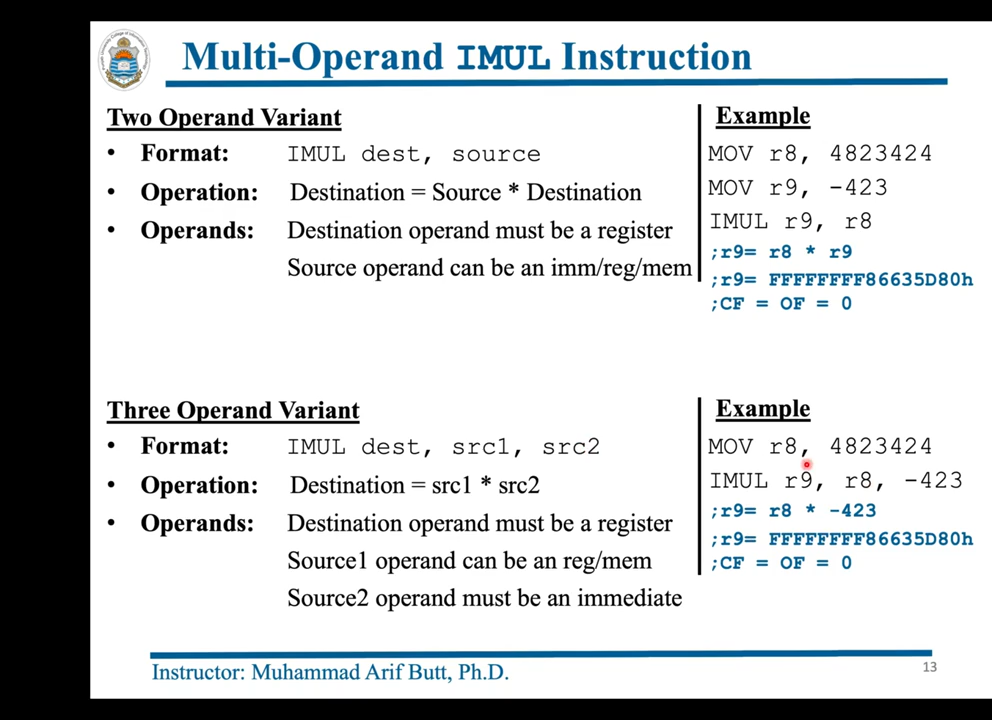 Multi-Operand IMUL Instruction
Two Operand Variant
• Format: IMUL dest, source
• Operation: Destination = Source * Destination
• Operands: Destination operand must be a register
Source operand can be an imm/reg/mem
Example
MOV r8, 4823424
MOV r9, -423
IMUL r9, r8
;r9= r8 * r9
;r9= FFFFFFFF86635D80h
;CF = OF = 0
Three Operand Variant
• Format: IMUL dest, src1, src2
• Operation: Destination = src1 * src2
• Operands: Destination operand must be a register
Source1 operand can be an reg/mem
Source2 operand must be an immediate
Example
MOV r8, 4823424
IMUL r9, r8, -423
;r9= r8 * -423
;r9= FFFFFFFF86635D80h
;CF = OF = 0
Instructor: Muhammad Arif Butt, Ph.D.
13